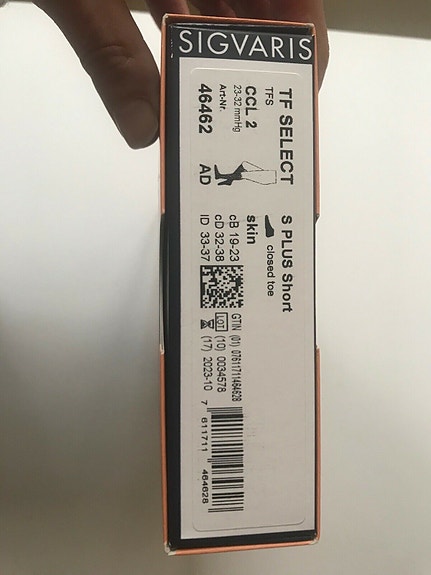 SIGVARIS
TF SELECT
TFS
CCL 2
23-32 mmHg
Art-Nr.
46462
AD
S PLUS Short
closed toe
skin
cB 19-23
cD 32-38
lD 33-37
GTIN (01) 07611711464628
LOT (10) 0034578
(17) 2023-10
7 611711 464628